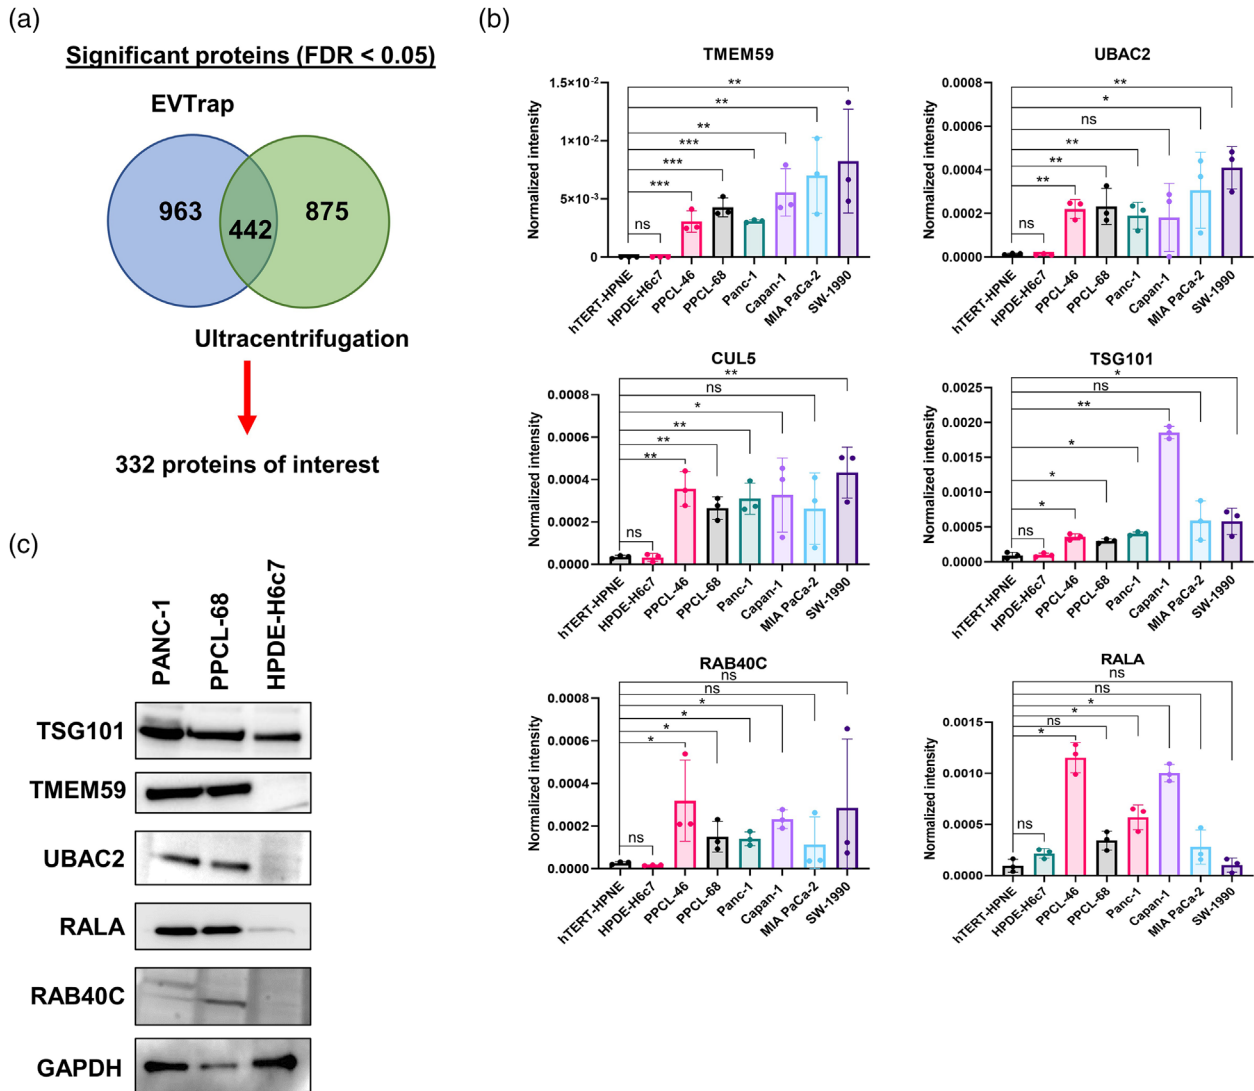 (a)
Significant proteins (FDR < 0.05)
EVTrap
963
442
875
Ultracentrifugation
332 proteins of interest
(b)
TMEM59
Normalized intensity
1.5×10⁻²
1×10⁻²
5×10⁻³
0
**
**
**
***
***
***
ns
hTERT-HPNE
HPDE-H6c7
PPCL-46
PPCL-68
Panc-1
Capan-1
MIA PaCa-2
SW-1990
UBAC2
Normalized intensity
0.0008
0.0006
0.0004
0.0002
0.0000
**
*
ns
**
**
**
ns
hTERT-HPNE
HPDE-H6c7
PPCL-46
PPCL-68
Panc-1
Capan-1
MIA PaCa-2
SW-1990
CUL5
Normalized intensity
0.0008
0.0006
0.0004
0.0002
0.0000
**
ns
*
**
**
**
ns
hTERT-HPNE
HPDE-H6c7
PPCL-46
PPCL-68
Panc-1
Capan-1
MIA PaCa-2
SW-1990
TSG101
Normalized intensity
0.0025
0.0020
0.0015
0.0010
0.0005
0.0000
*
ns
**
*
*
*
ns
hTERT-HPNE
HPDE-H6c7
PPCL-46
PPCL-68
Panc-1
Capan-1
MIA PaCa-2
SW-1990
RAB40C
Normalized intensity
0.0008
0.0006
0.0004
0.0002
0.0000
ns
ns
*
*
*
*
ns
hTERT-HPNE
HPDE-H6c7
PPCL-46
PPCL-68
Panc-1
Capan-1
MIA PaCa-2
SW-1990
RALA
Normalized intensity
0.0015
0.0010
0.0005
0.0000
ns
ns
*
*
ns
*
ns
hTERT-HPNE
HPDE-H6c7
PPCL-46
PPCL-68
Panc-1
Capan-1
MIA PaCa-2
SW-1990
(c)
PANC-1
PPCL-68
HPDE-H6c7
TSG101
TMEM59
UBAC2
RALA
RAB40C
GAPDH